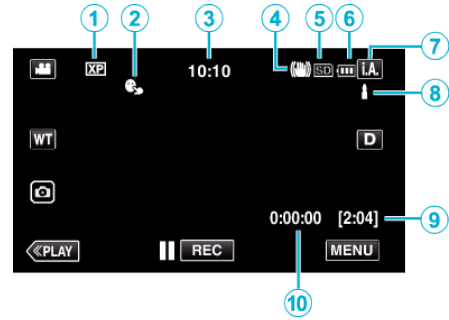 1 2 3 4 5 6 7
XP 10:10 SD i.A.
8
WT D
0:00:00 [2:04] 9
≪PLAY REC MENU
10